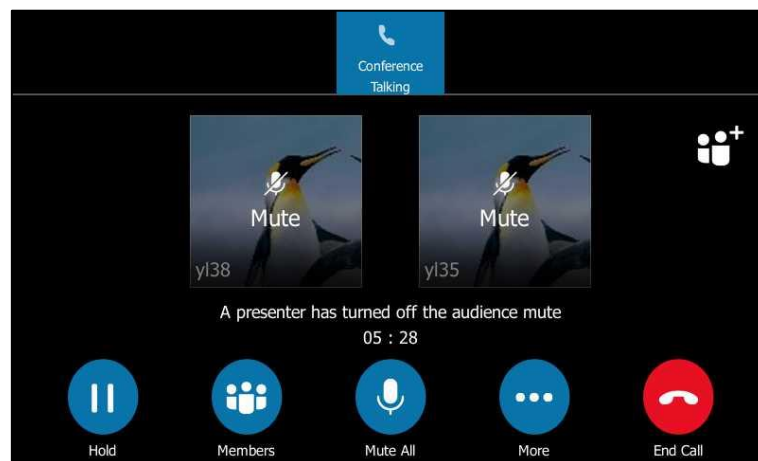 Conference
Talking
Mute
Mute
yl38
yl35
A presenter has turned off the audience mute
05 : 28
Hold
Members
Mute All
More
End Call